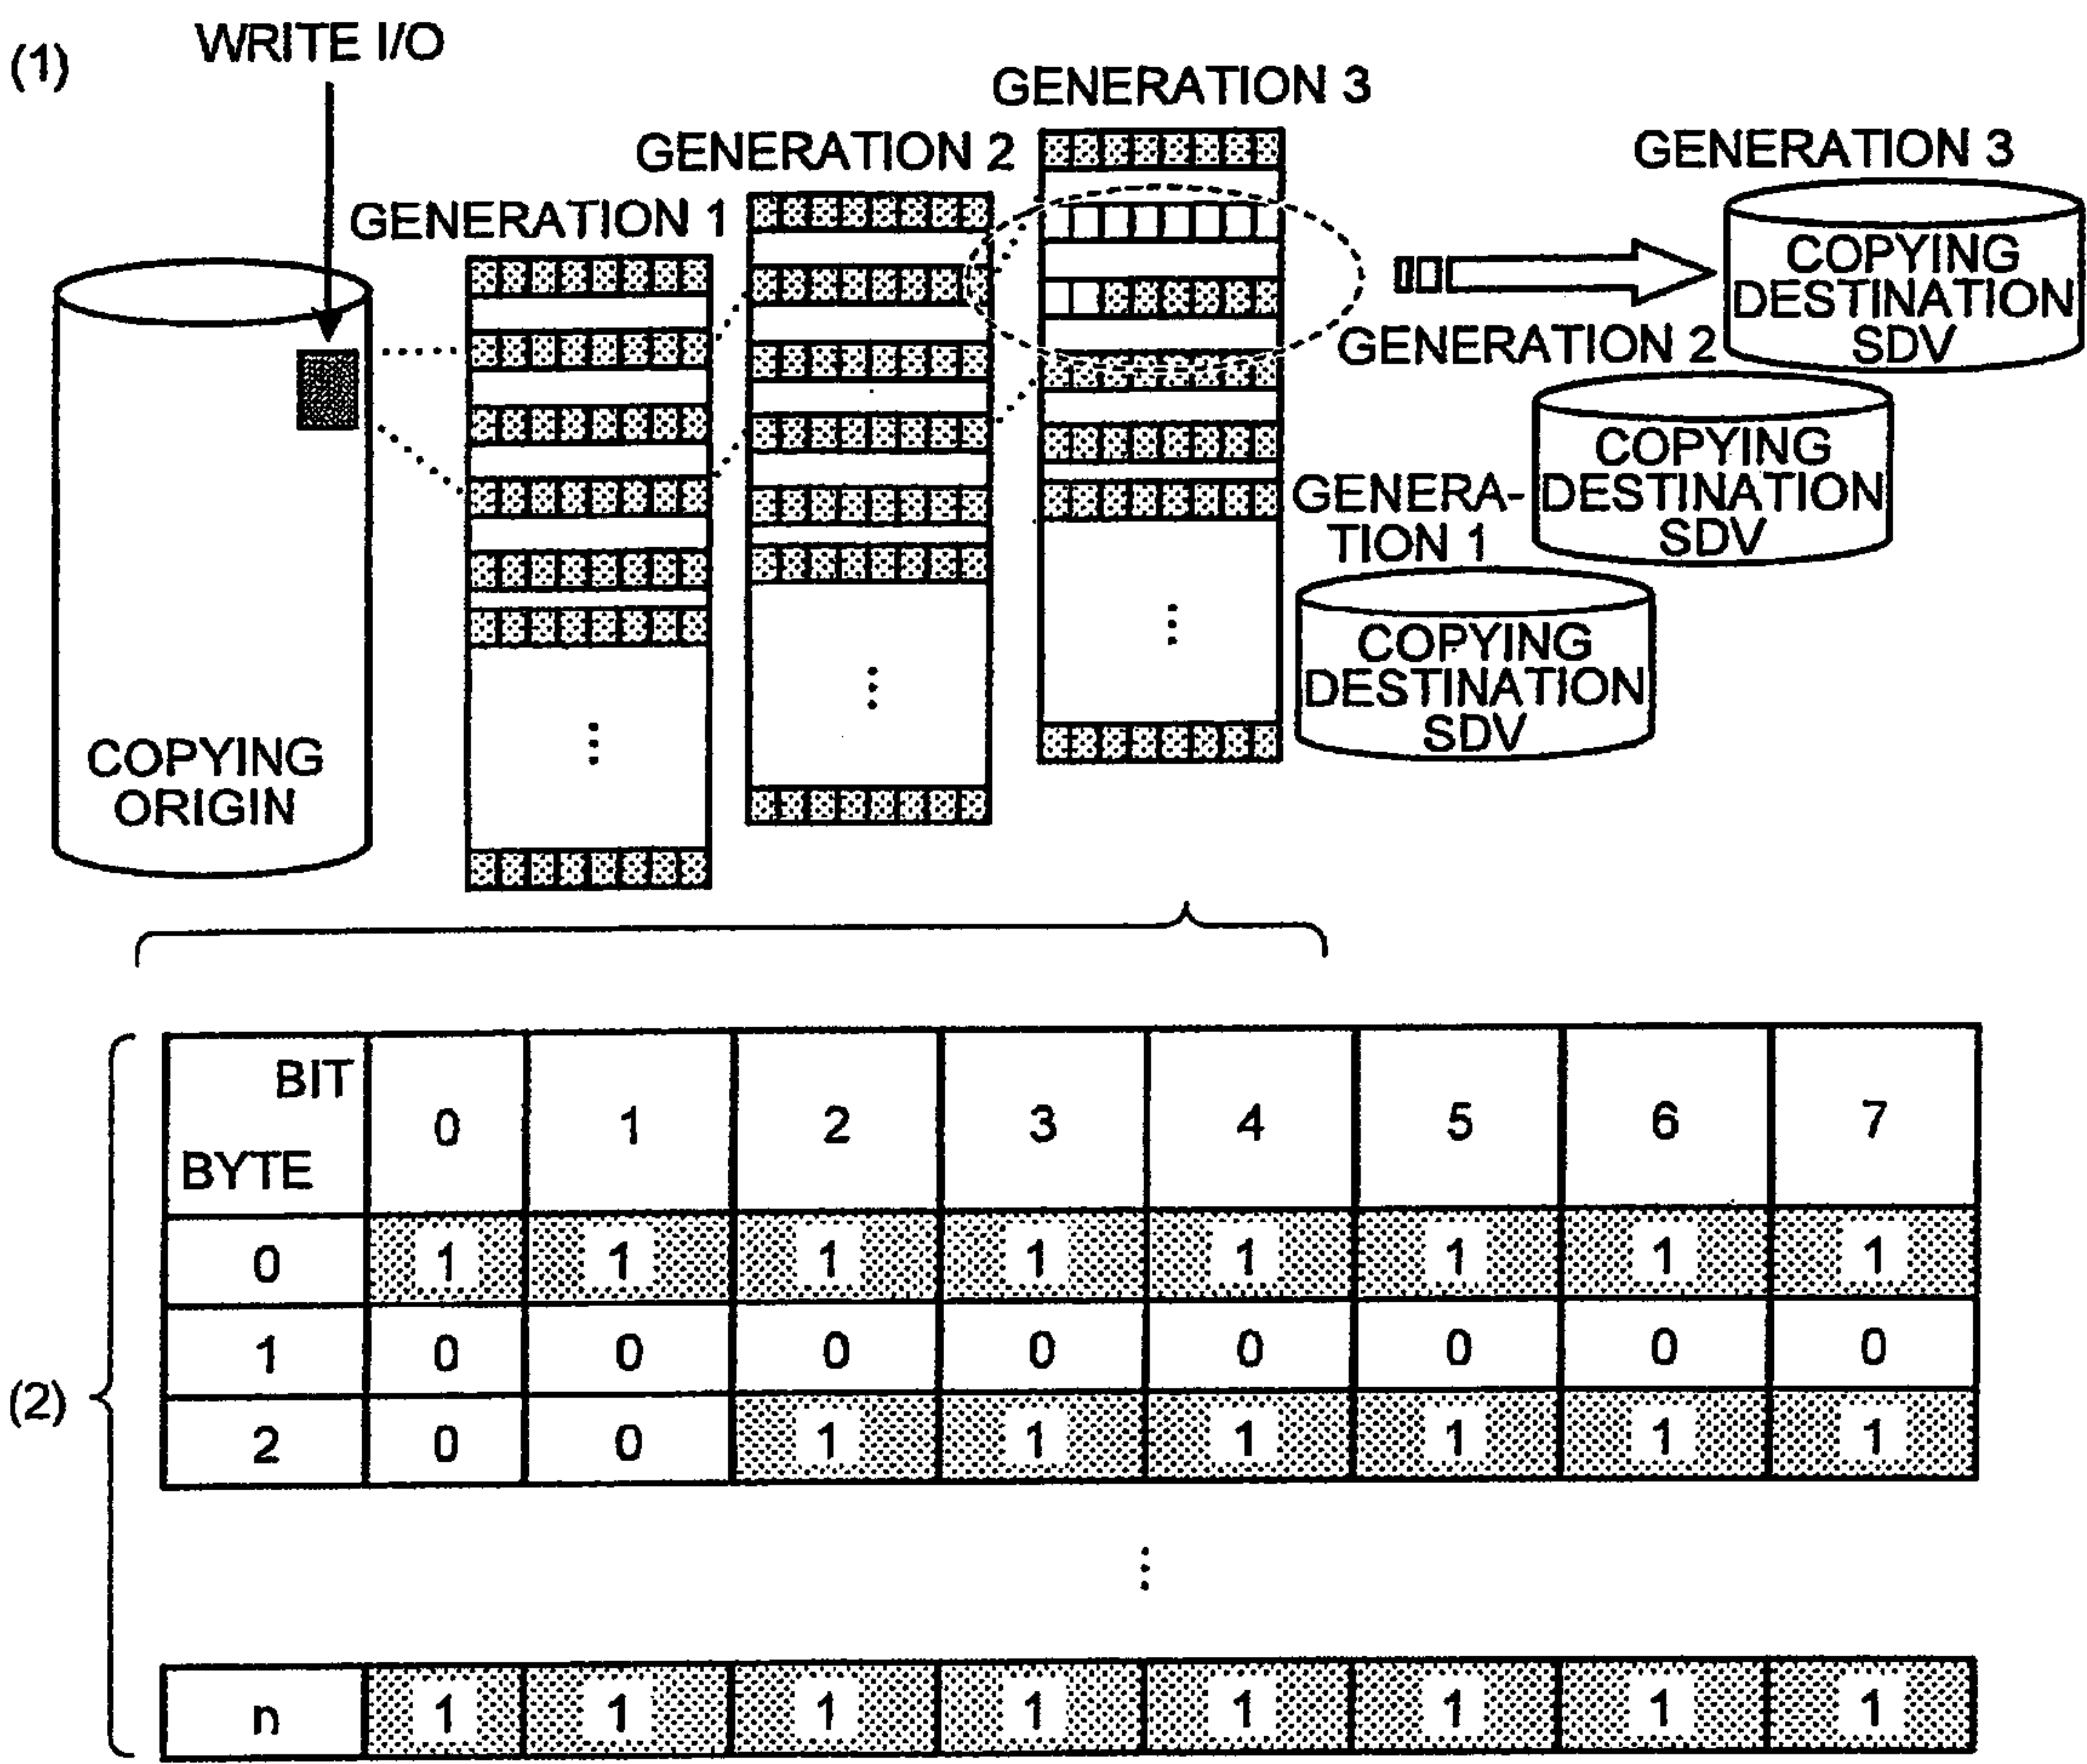 (1)
WRITE I/O
GENERATION 3
GENERATION 2
GENERATION 1
GENERATION 3
COPYING
DESTINATION
SDV
GENERATION 2
COPYING
DESTINATION
SDV
GENERA-
TION 1
COPYING
DESTINATION
SDV
COPYING
ORIGIN
⋮
⋮
⋮
(2)
BIT
BYTE
0 1 2 3 4 5 6 7
0 1 1 1 1 1 1 1 1
1 0 0 0 0 0 0 0 0
2 0 0 1 1 1 1 1 1
⋮
n 1 1 1 1 1 1 1 1